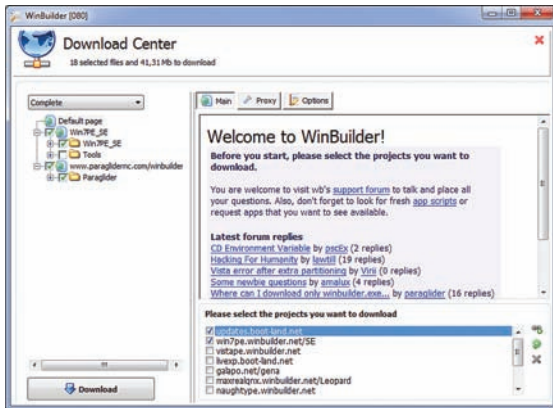 WinBuilder [080]
Download Center
18 selected files and 41,31 Mb to download
Complete
Default page
Win7PE_SE
Win7PE_SE
Tools
www.paraglidernc.com/winbuilder
Paraglider
Download
Main
Proxy
Options
Welcome to WinBuilder!
Before you start, please select the projects you want to
download.
You are welcome to visit wb's support forum to talk and place all
your questions. Also, don't forget to look for fresh app scripts or
request apps that you want to see available.
Latest forum replies
CD Environment Variable by pscEx (2 replies)
Hacking For Humanity by lawtill (19 replies)
Vista error after extra partitioning by Virii (0 replies)
Some newbie questions by amalux (4 replies)
Where can I download only winbuilder.exe... by paraglider (16 replies)
Please select the projects you want to download
updates.boot-land.net
win7pe.winbuilder.net/SE
vistape.winbuilder.net
livexp.boot-land.net
galapo.net/gena
maxrealqnx.winbuilder.net/Leopard
naughtype.winbuilder.net